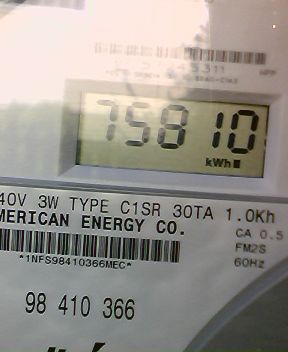 75810
kWh
40V 3W TYPE C1SR 30TA 1.0Kh
MERICAN ENERGY CO.
CA 0.5
FM2S
*1NFS98410366MEC*
60Hz
98 410 366